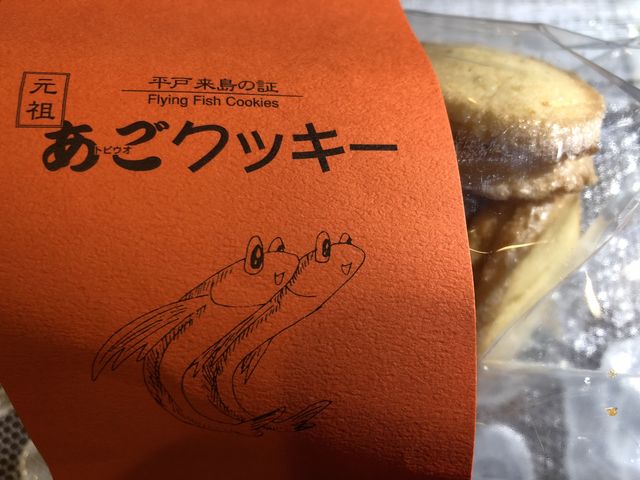 元祖
平戸来島の証
Flying Fish Cookies
あごクッキー
トビウオ